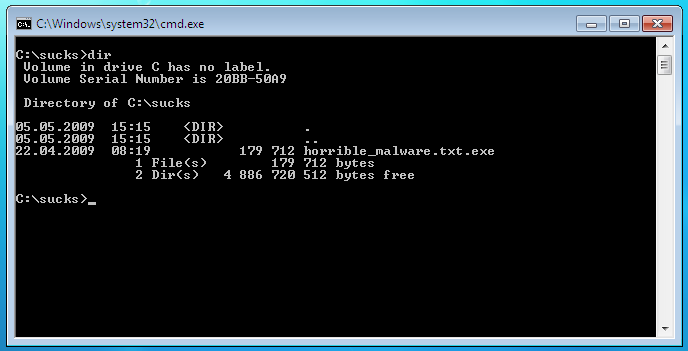 C:\Windows\system32\cmd.exe
C:\sucks>dir
Volume in drive C has no label.
Volume Serial Number is 20BB-50A9
Directory of C:\sucks
05.05.2009 15:15 <DIR> .
05.05.2009 15:15 <DIR> ..
22.04.2009 08:19 179 712 horrible_malware.txt.exe
1 File(s) 179 712 bytes
2 Dir(s) 4 886 720 512 bytes free
C:\sucks>_